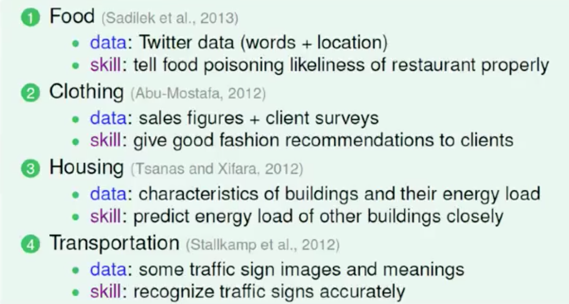 1 Food (Sadilek et al., 2013)
• data: Twitter data (words + location)
• skill: tell food poisoning likeliness of restaurant properly
2 Clothing (Abu-Mostafa, 2012)
• data: sales figures + client surveys
• skill: give good fashion recommendations to clients
3 Housing (Tsanas and Xifara, 2012)
• data: characteristics of buildings and their energy load
• skill: predict energy load of other buildings closely
4 Transportation (Stallkamp et al., 2012)
• data: some traffic sign images and meanings
• skill: recognize traffic signs accurately